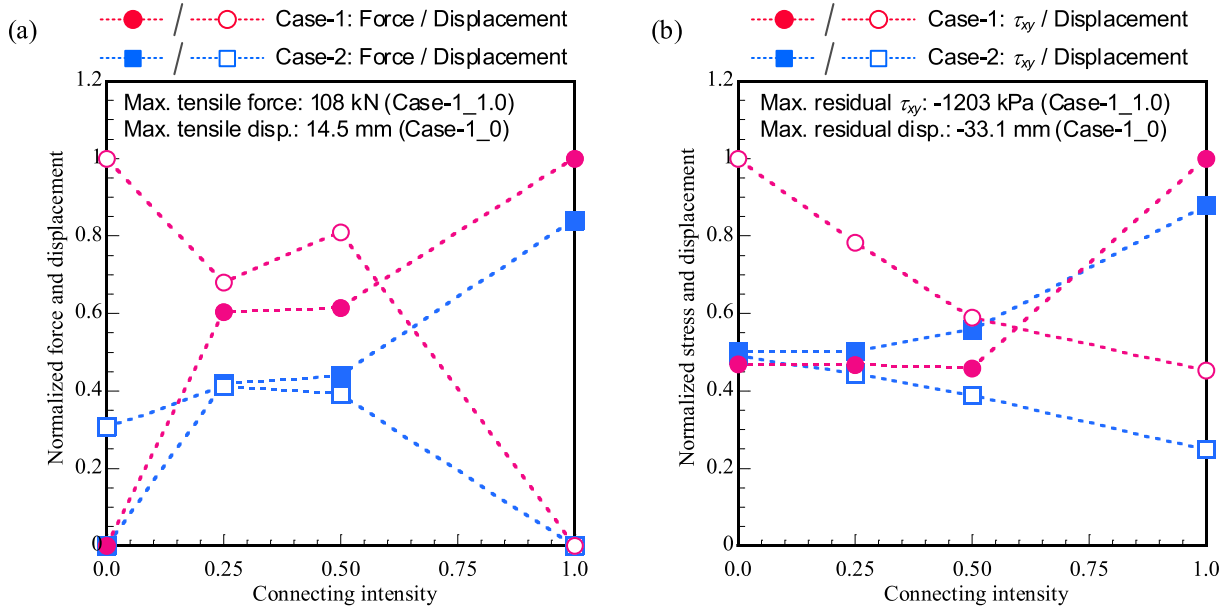 (a)
Case-1: Force / Displacement
Case-2: Force / Displacement
1.2
1
0.8
0.6
0.4
0.2
0
Normalized force and displacement
Max. tensile force: 108 kN (Case-1_1.0)
Max. tensile disp.: 14.5 mm (Case-1_0)
0.0 0.25 0.50 0.75 1.0
Connecting intensity
(b)
Case-1: τxy / Displacement
Case-2: τxy / Displacement
1.2
1
0.8
0.6
0.4
0.2
0
Normalized stress and displacement
Max. residual τxy: -1203 kPa (Case-1_1.0)
Max. residual disp.: -33.1 mm (Case-1_0)
0.0 0.25 0.50 0.75 1.0
Connecting intensity